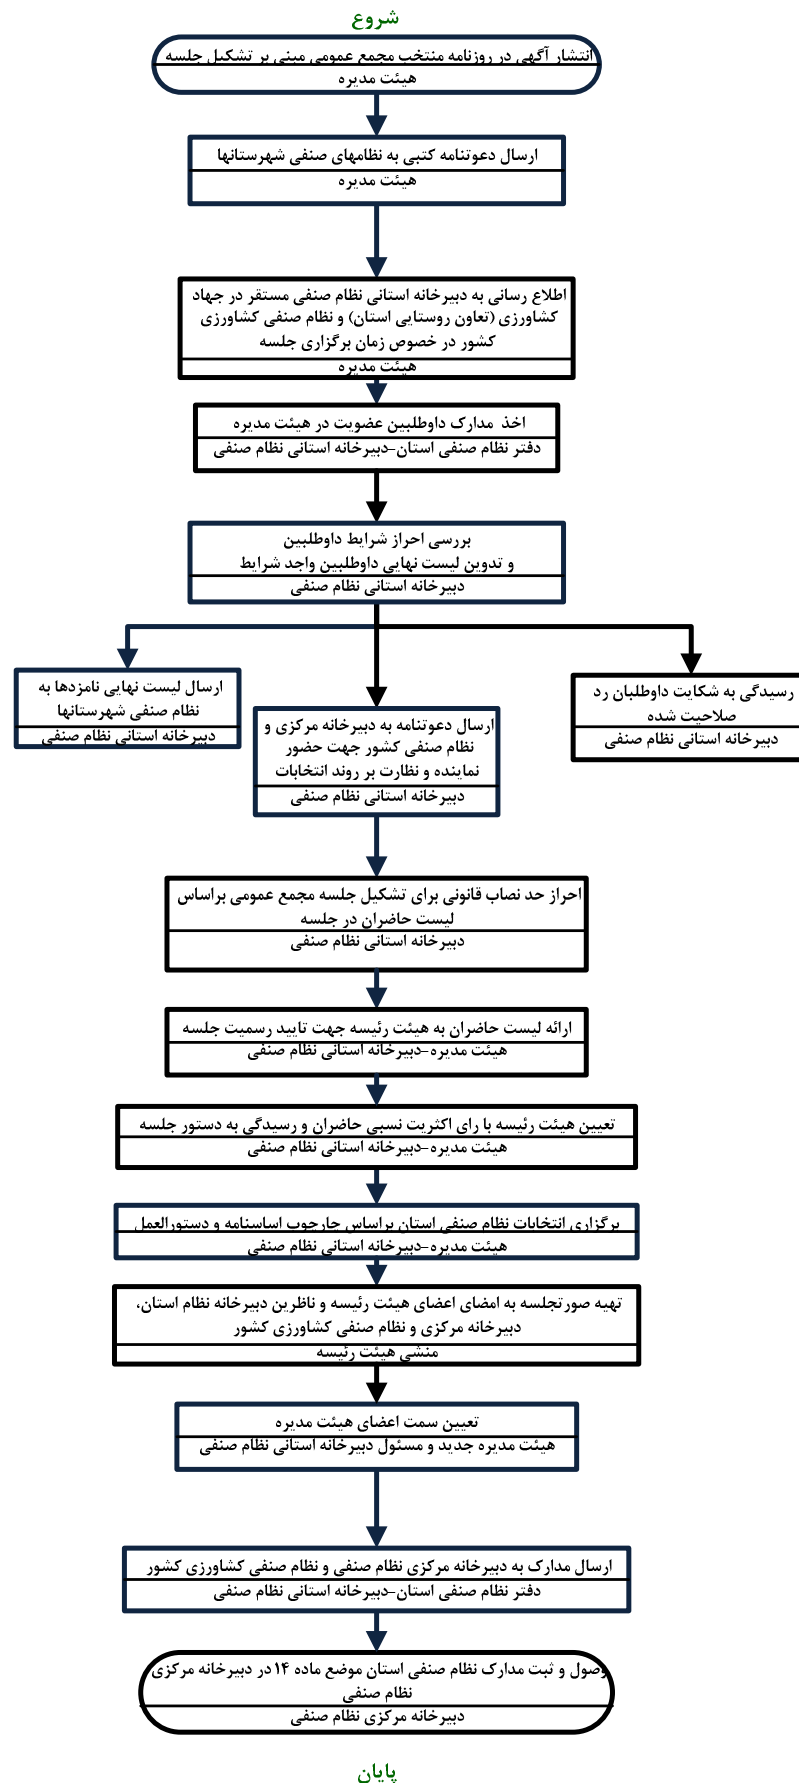 شروع
انتشار آگهی در روزنامه منتخب مجمع عمومی مبنی بر تشکیل جلسه
هیئت مدیره
ارسال دعوتنامه کتبی به نظامهای صنفی شهرستانها
هیئت مدیره
اطلاع رسانی به دبیرخانه استانی نظام صنفی مستقر در جهاد
کشاورزی (تعاون روستایی استان) و نظام صنفی کشاورزی
کشور در خصوص زمان برگزاری جلسه
هیئت مدیره
اخذ مدارک داوطلبین عضویت در هیئت مدیره
دفتر نظام صنفی استان-دبیرخانه استانی نظام صنفی
بررسی احراز شرایط داوطلبین
و تدوین لیست نهایی داوطلبین واجد شرایط
دبیرخانه استانی نظام صنفی
رسیدگی به شکایت داوطلبان رد
صلاحیت شده
دبیرخانه استانی نظام صنفی
ارسال دعوتنامه به دبیرخانه مرکزی و
نظام صنفی کشور جهت حضور
نماینده و نظارت بر روند انتخابات
دبیرخانه استانی نظام صنفی
ارسال لیست نهایی نامزدها به
نظام صنفی شهرستانها
دبیرخانه استانی نظام صنفی
احراز حد نصاب قانونی برای تشکیل جلسه مجمع عمومی براساس
لیست حاضران در جلسه
دبیرخانه استانی نظام صنفی
ارائه لیست حاضران به هیئت رئیسه جهت تایید رسمیت جلسه
هیئت مدیره-دبیرخانه استانی نظام صنفی
تعیین هیئت رئیسه با رای اکثریت نسبی حاضران و رسیدگی به دستور جلسه
هیئت مدیره-دبیرخانه استانی نظام صنفی
برگزاری انتخابات نظام صنفی استان براساس چارچوب اساسنامه و دستورالعمل
هیئت مدیره-دبیرخانه استانی نظام صنفی
تهیه صورتجلسه به امضای اعضای هیئت رئیسه و ناظرین دبیرخانه نظام استان،
دبیرخانه مرکزی و نظام صنفی کشاورزی کشور
منشی هیئت رئیسه
تعیین سمت اعضای هیئت مدیره
هیئت مدیره جدید و مسئول دبیرخانه استانی نظام صنفی
ارسال مدارک به دبیرخانه مرکزی نظام صنفی و نظام صنفی کشاورزی کشور
دفتر نظام صنفی استان-دبیرخانه استانی نظام صنفی
وصول و ثبت مدارک نظام صنفی استان موضع ماده ۱۴ در دبیرخانه مرکزی
نظام صنفی
دبیرخانه مرکزی نظام صنفی
پایان